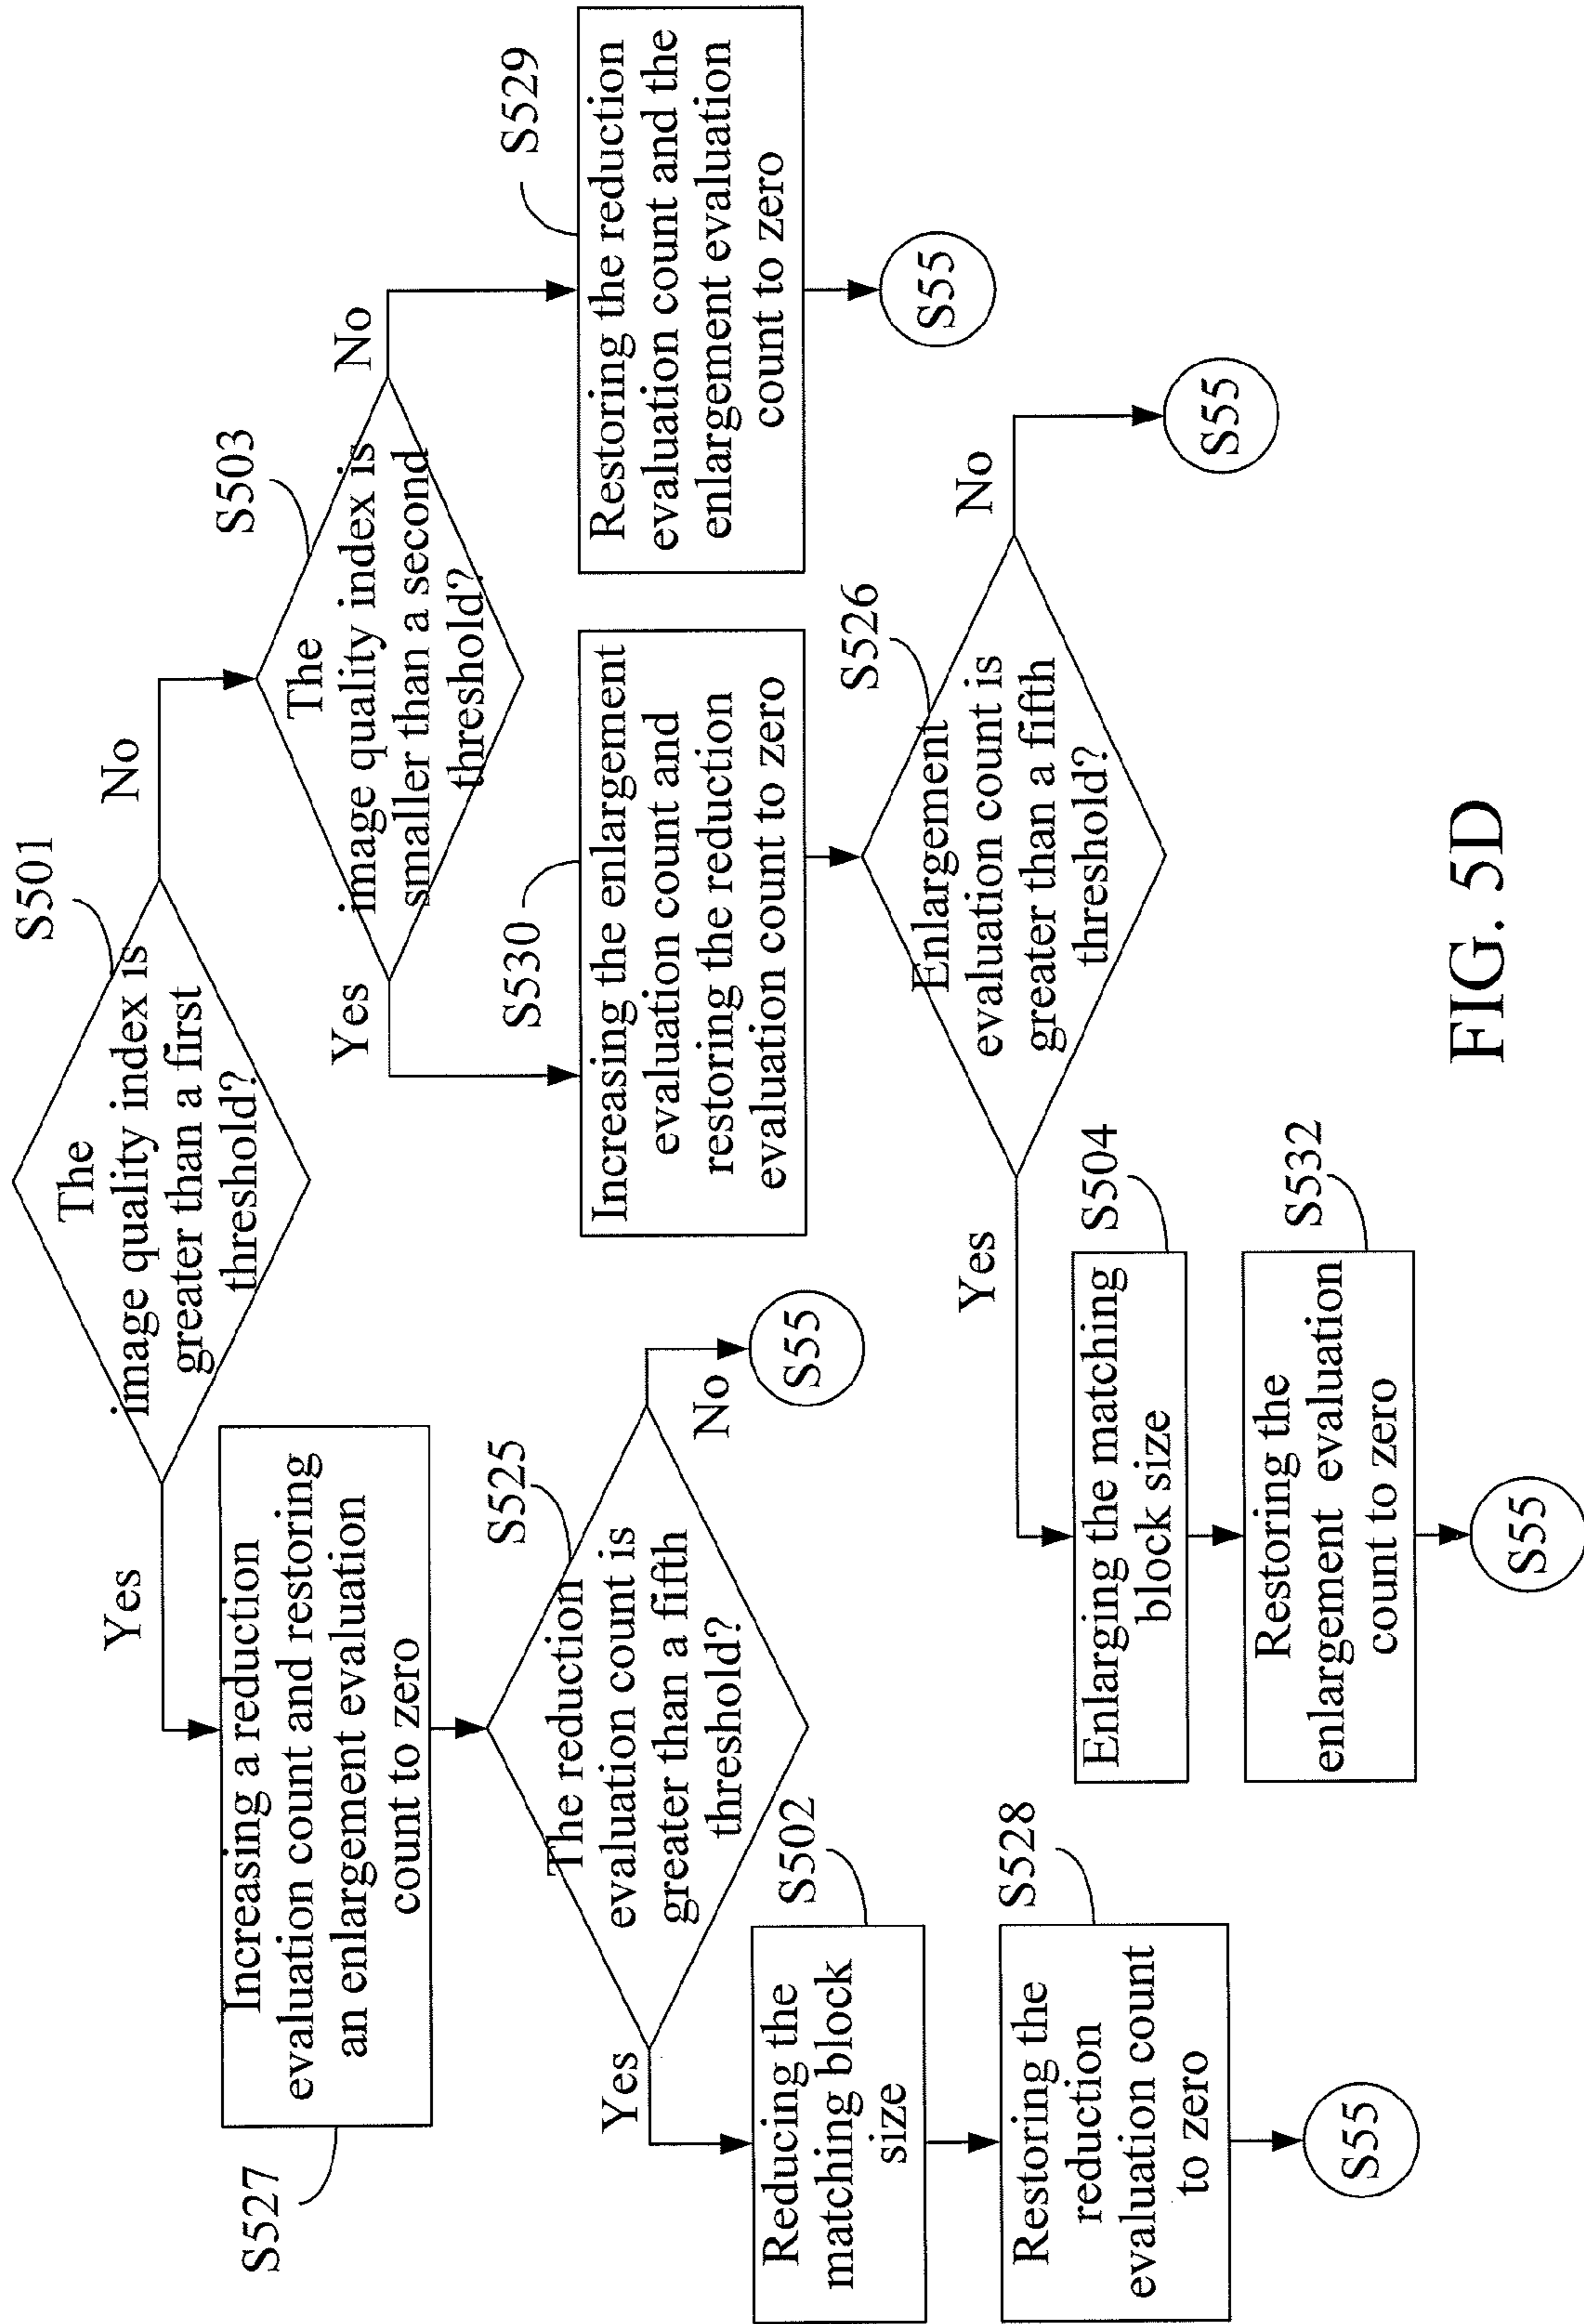 S501
The
image quality index is
greater than a first
threshold?
Yes
No
S527
Increasing a reduction
evaluation count and restoring
an enlargement evaluation
count to zero
S503
The
image quality index is
smaller than a second
threshold?
Yes
No
S525
The reduction
evaluation count is
greater than a fifth
threshold?
Yes
No
S55
S530
Increasing the enlargement
evaluation count and
restoring the reduction
evaluation count to zero
S529
Restoring the reduction
evaluation count and the
enlargement evaluation
count to zero
S55
S502
Reducing the
matching block
size
S528
Restoring the
reduction
evaluation count
to zero
S55
S526
Enlargement
evaluation count is
greater than a fifth
threshold?
Yes
No
S55
S504
Enlarging the matching
block size
S532
Restoring the
enlargement evaluation
count to zero
S55
FIG. 5D